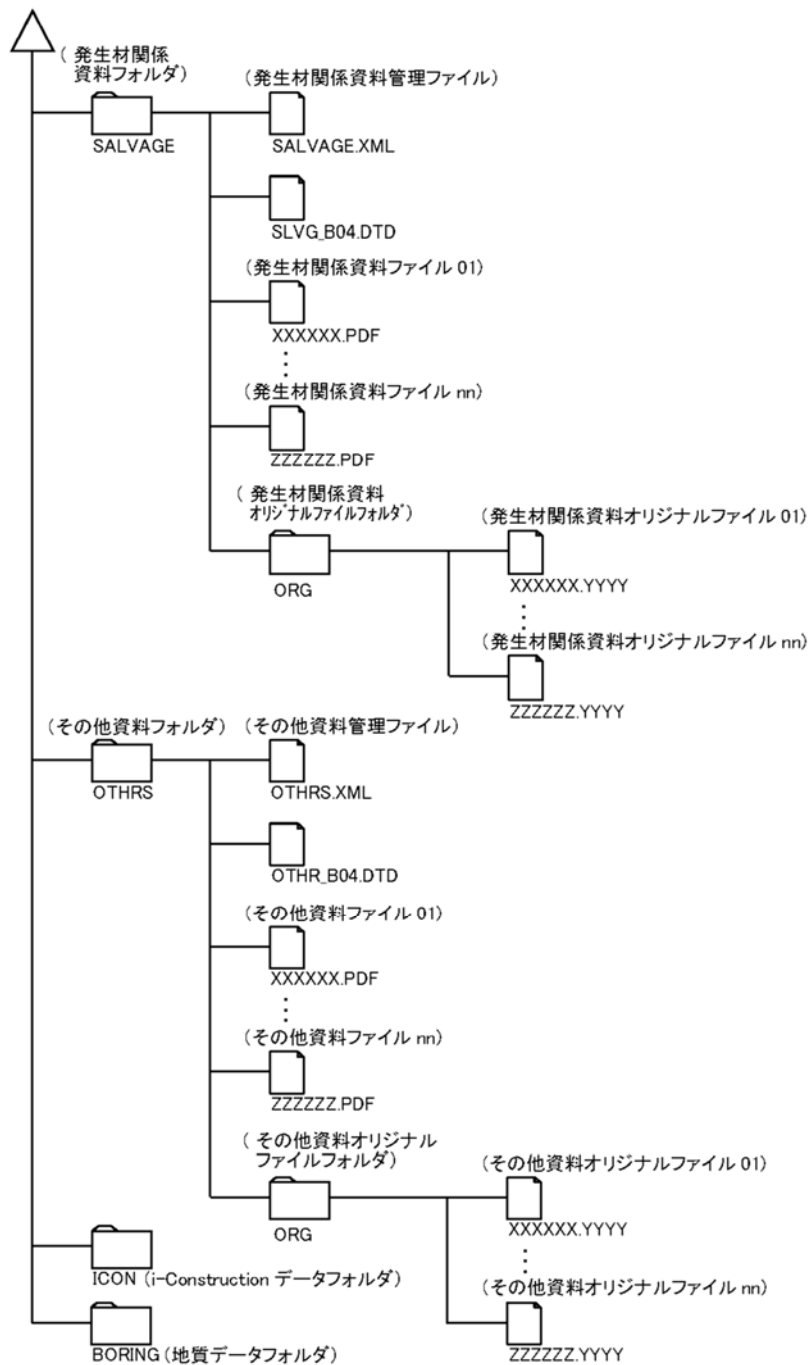 ( 発生材関係
資料フォルダ)
SALVAGE
(発生材関係資料管理ファイル)
SALVAGE.XML
SLVG_B04.DTD
(発生材関係資料ファイル 01)
XXXXXX.PDF
(発生材関係資料ファイル nn)
ZZZZZZ.PDF
( 発生材関係資料
オリジナルファイルフォルダ)
ORG
(発生材関係資料オリジナルファイル 01)
XXXXXX.YYYY
(発生材関係資料オリジナルファイル nn)
ZZZZZZ.YYYY
(その他資料フォルダ)
OTHRS
(その他資料管理ファイル)
OTHRS.XML
OTHR_B04.DTD
(その他資料ファイル 01)
XXXXXX.PDF
(その他資料ファイル nn)
ZZZZZZ.PDF
( その他資料オリジナル
ファイルフォルダ)
ORG
(その他資料オリジナルファイル 01)
XXXXXX.YYYY
(その他資料オリジナルファイル nn)
ZZZZZZ.YYYY
ICON (i-Construction データフォルダ)
BORING (地質データフォルダ)